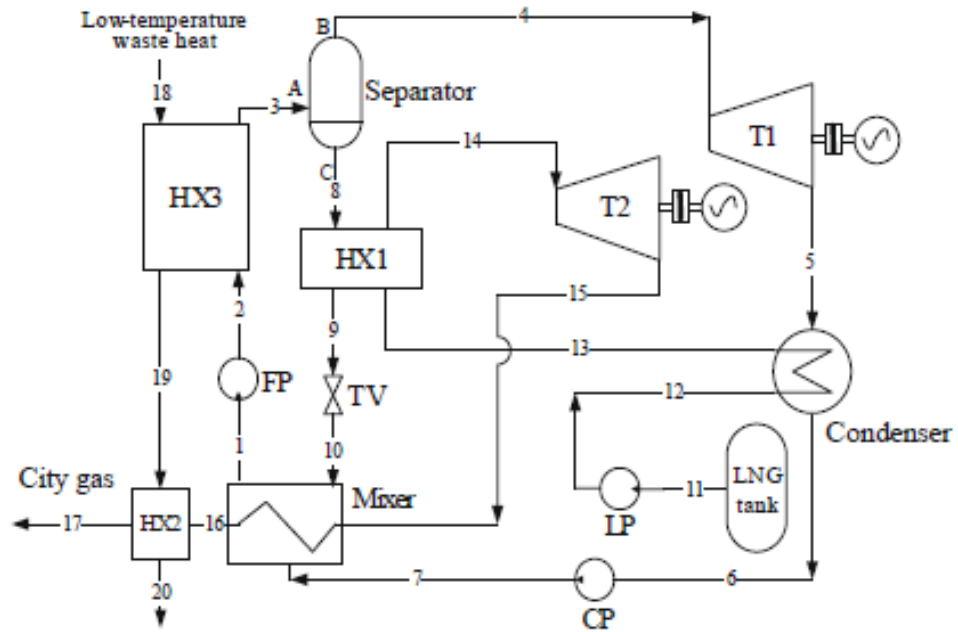 Low-temperature
waste heat
18
3
A
B
4
Separator
HX3
T1
C
8
14
T2
HX1
5
2
15
9
13
19
FP
TV
12
Condenser
1
10
City gas
Mixer
LNG
tank
11
LP
17
HX2
16
7
6
CP
20